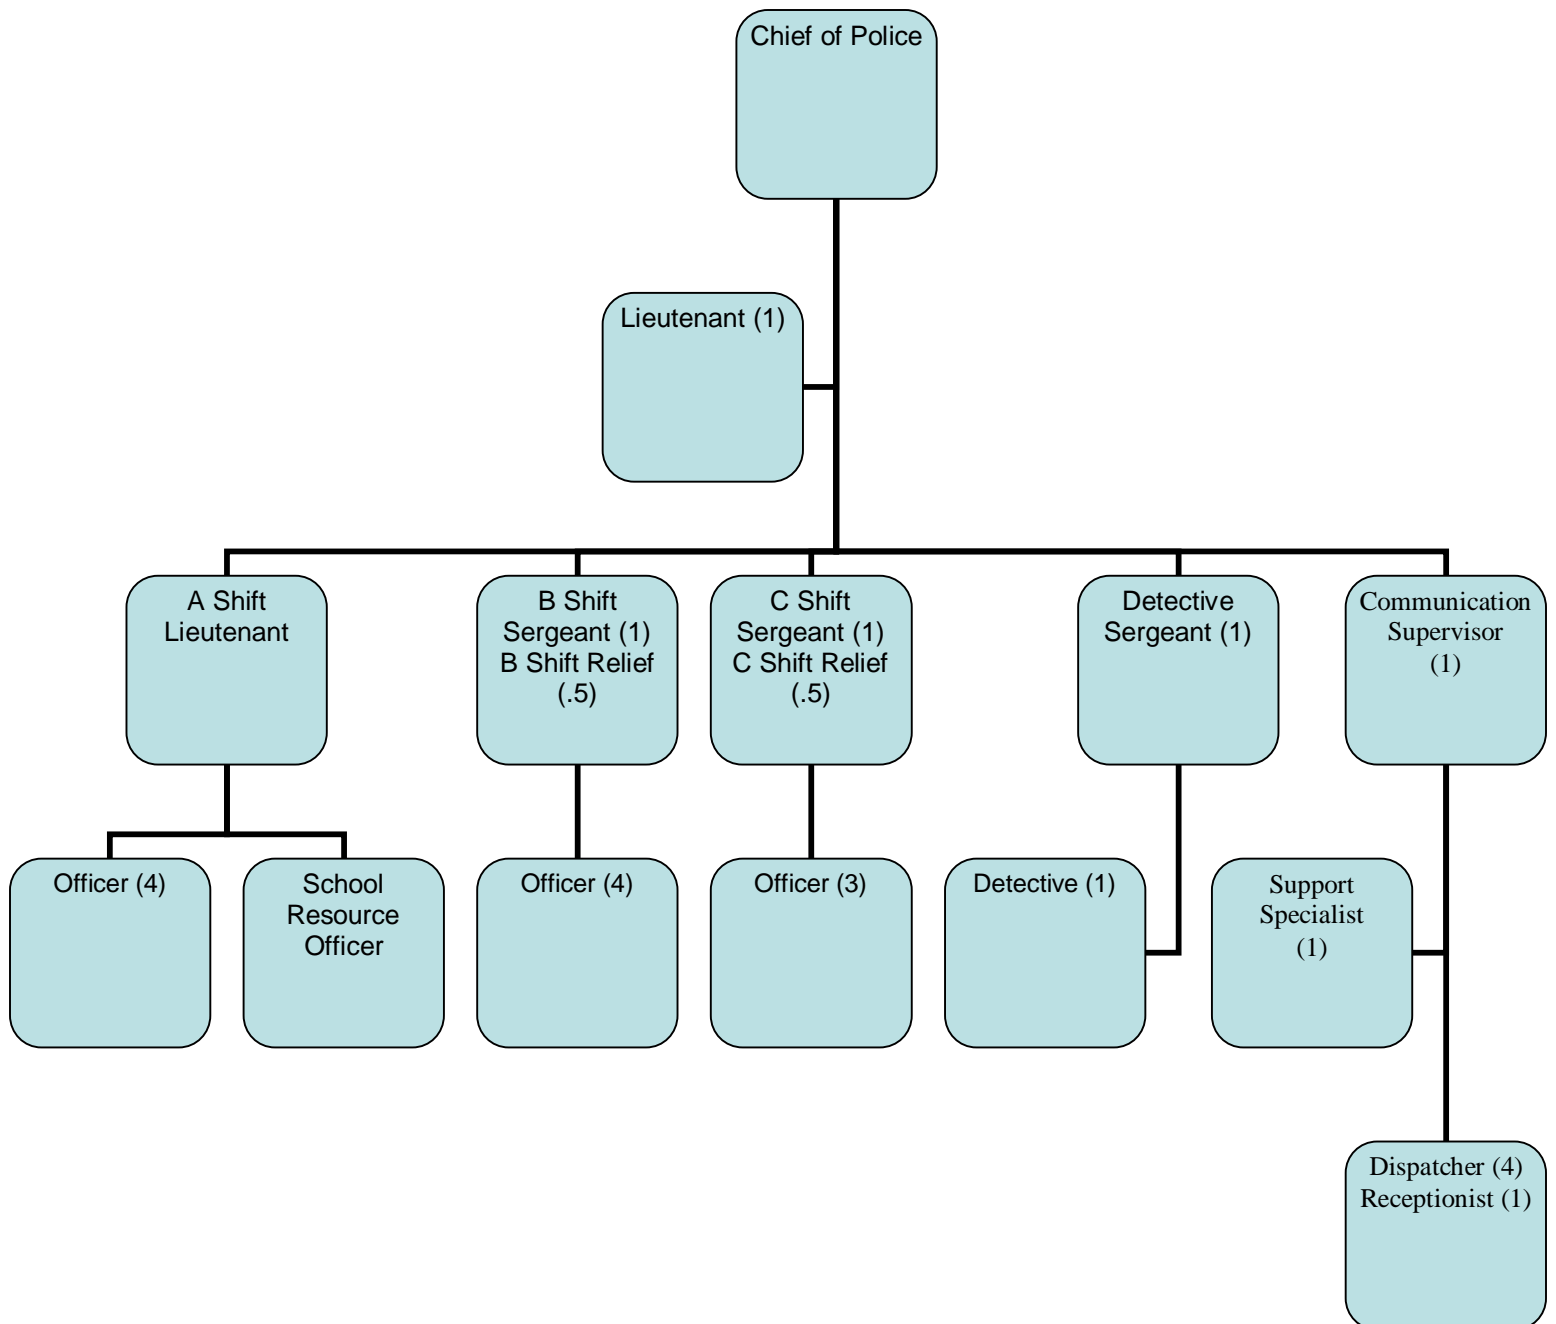 Chief of Police
Lieutenant (1)
A Shift
Lieutenant
B Shift
Sergeant (1)
B Shift Relief
(.5)
C Shift
Sergeant (1)
C Shift Relief
(.5)
Detective
Sergeant (1)
Communication
Supervisor
(1)
Officer (4)
School
Resource
Officer
Officer (4)
Officer (3)
Detective (1)
Support
Specialist
(1)
Dispatcher (4)
Receptionist (1)